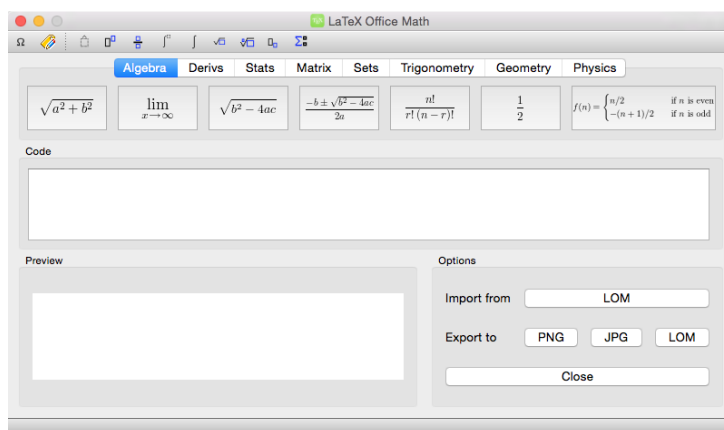 LaTeX Office Math
Ω Σ
Algebra Derivs Stats Matrix Sets Trigonometry Geometry Physics
√a² + b² lim x→∞ √b² − 4ac −b ± √b² − 4ac / 2a n! / r! (n − r)! 1/2 f(n) = { n/2 if n is even −(n + 1)/2 if n is odd
Code
Preview
Options
Import from LOM
Export to PNG JPG LOM
Close